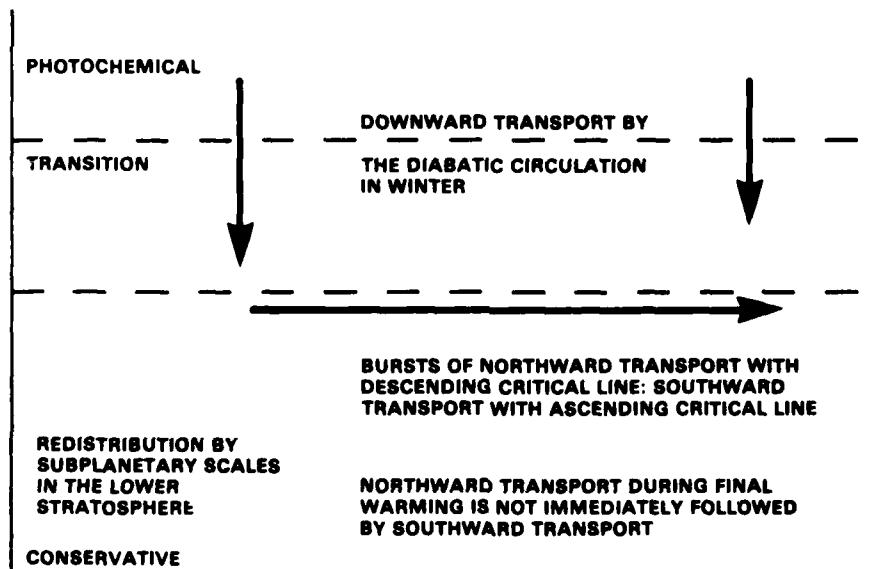 PHOTOCHEMICAL
DOWNWARD TRANSPORT BY
TRANSITION
THE DIABATIC CIRCULATION
IN WINTER
BURSTS OF NORTHWARD TRANSPORT WITH
DESCENDING CRITICAL LINE: SOUTHWARD
TRANSPORT WITH ASCENDING CRITICAL LINE
REDISTRIBUTION BY
SUBPLANETARY SCALES
IN THE LOWER
STRATOSPHERE
NORTHWARD TRANSPORT DURING FINAL
WARMING IS NOT IMMEDIATELY FOLLOWED
BY SOUTHWARD TRANSPORT
CONSERVATIVE